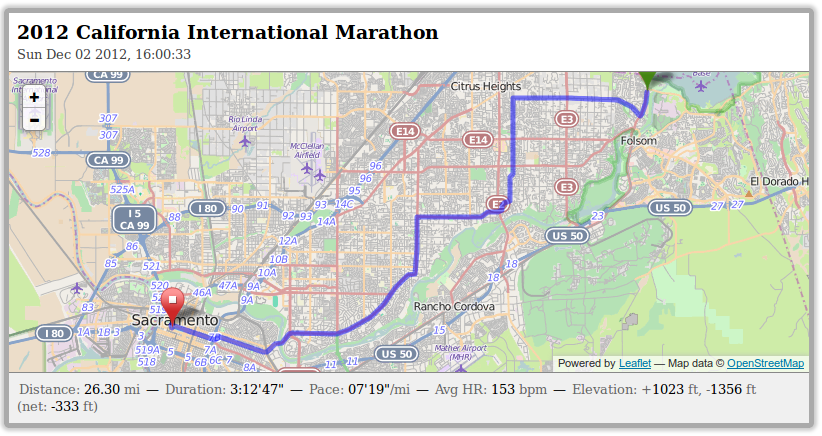 2012 California International Marathon
Sun Dec 02 2012, 16:00:33
Sacramento
International
CA 99
Citrus Heights
Base
+
-
307
307
Rio Linda
Airport
E14
E14
E3
McClellan
Airfield
Folsom
528
CA 99
96
96
95
El Dorado H
525A
93
14C
E3
I 5
CA 99
88
I 80
90
91
92
93
14A
23
US 50
27
27
86
12A
US 50
85
521
10B
10A
18
18
520
47A
9A
46A
9A
83
Rancho Cordova
Sacramento
I 80
1A
1B
3
15
519A
518
5
5
6B
6C
7
7A
8A
11
11
US 50
Mather Airport
(MHR)
Powered by Leaflet — Map data © OpenStreetMap
Distance: 26.30 mi — Duration: 3:12'47" — Pace: 07'19"/mi — Avg HR: 153 bpm — Elevation: +1023 ft, -1356 ft
(net: -333 ft)